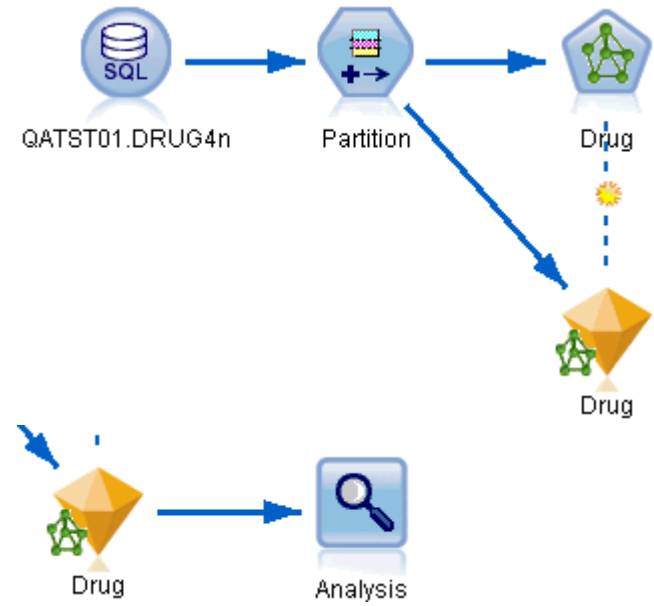 SQL
QATST01.DRUG4n
Partition
Drug
Drug
Drug
Analysis